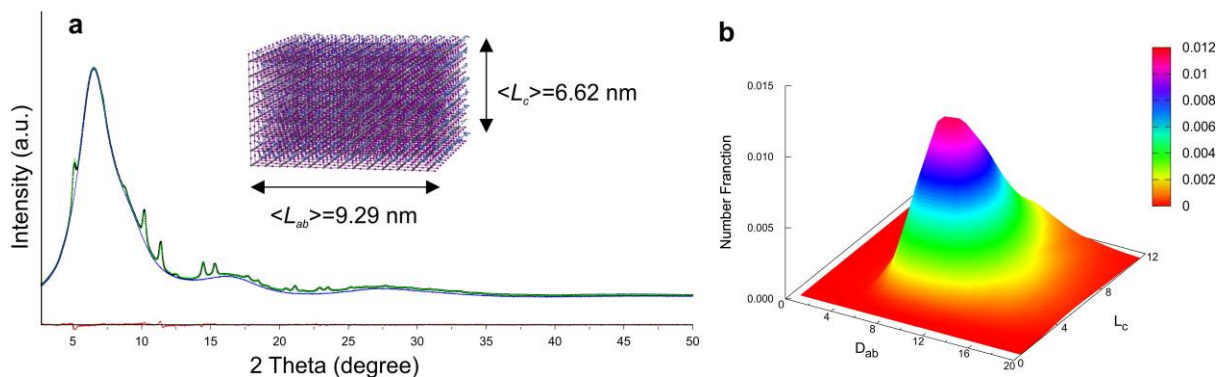 a
Intensity (a.u.)
<Lc>=6.62 nm
<Lab>=9.29 nm
5 10 15 20 25 30 35 40 45 50
2 Theta (degree)
b
0.015
0.010
0.005
0.000
Number Franction
0 4 8 12 16 20
Dab
0 4 8 12
Lc
0.012
0.010
0.008
0.006
0.004
0.002
0